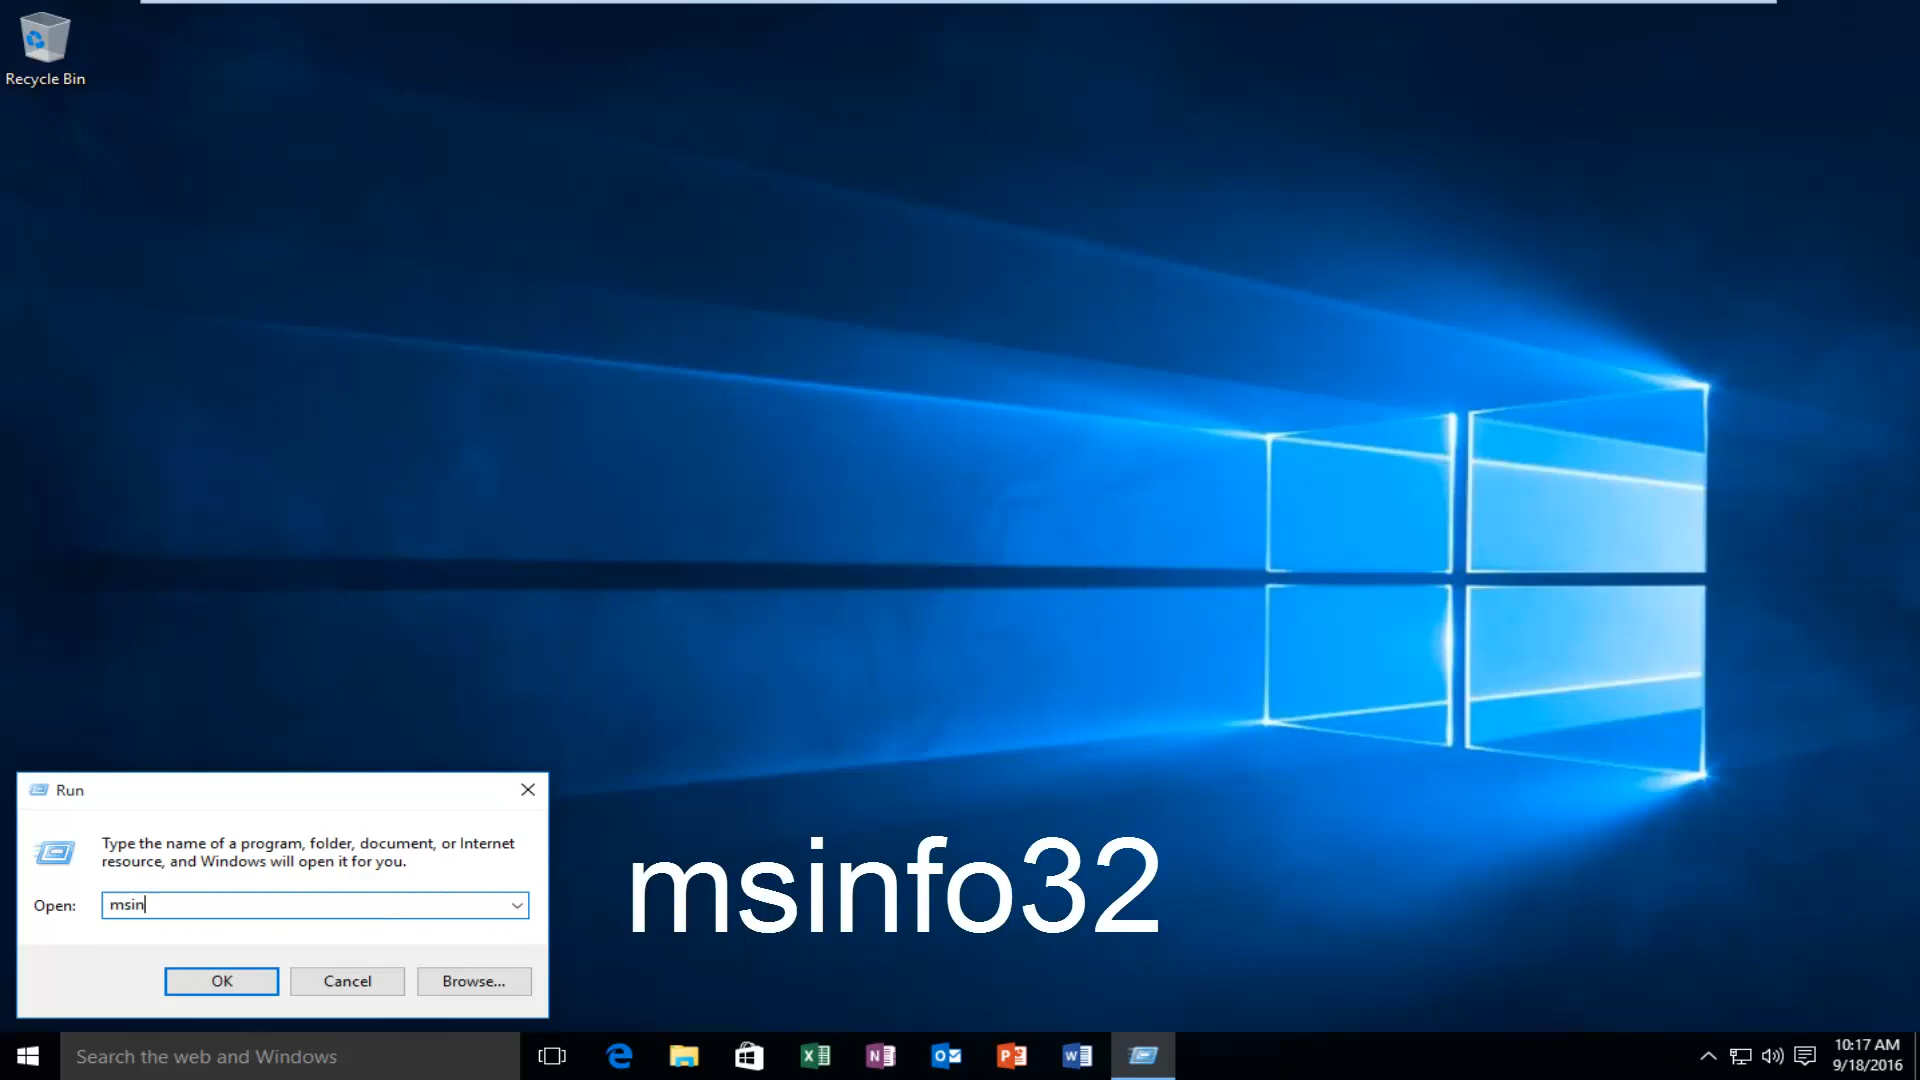 Recycle Bin
Run
Type the name of a program, folder, document, or Internet
resource, and Windows will open it for you.
Open:
msin
OK
Cancel
Browse...
msinfo32
Search the web and Windows
10:17 AM
9/18/2016